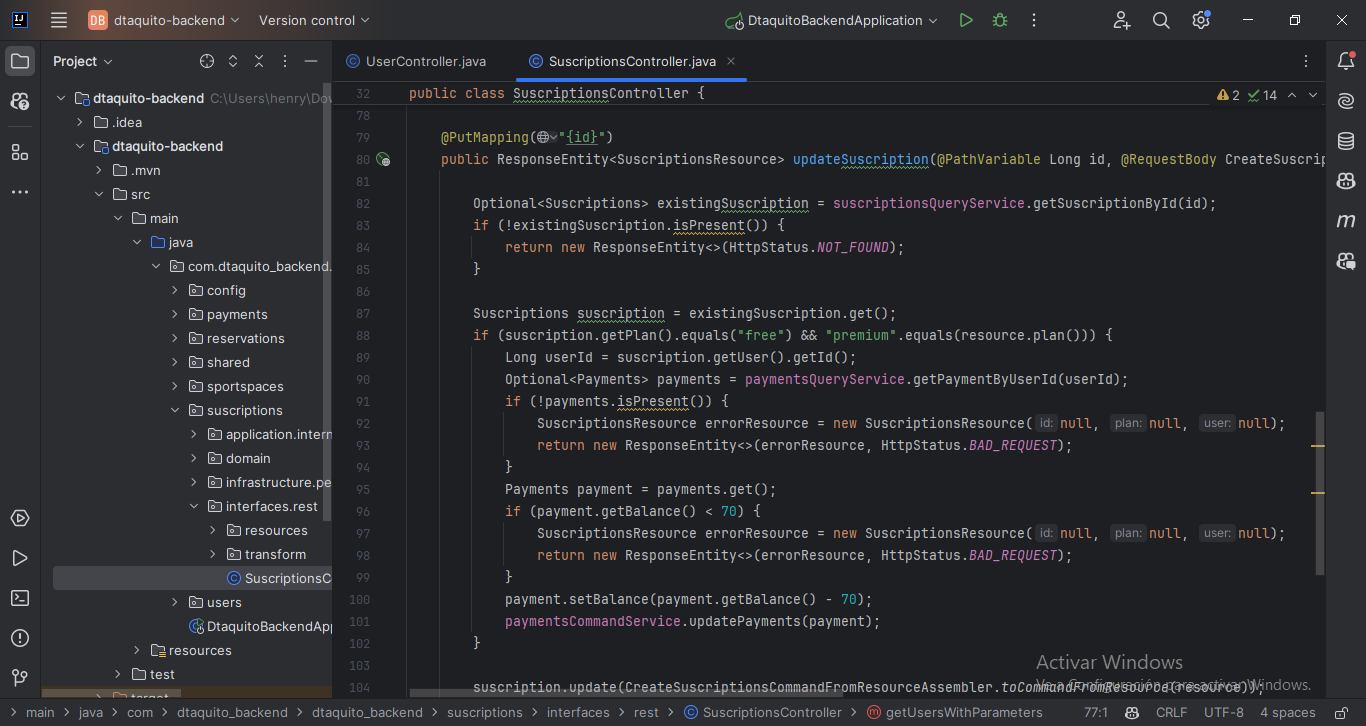 DB dtaquito-backend Version control DtaquitoBackendApplication
Project
UserController.java SuscriptionsController.java
dtaquito-backend C:\Users\henry\Dov
.idea
dtaquito-backend
.mvn
src
main
java
com.dtaquito_backend.
config
payments
reservations
shared
sportspaces
suscriptions
application.intern
domain
infrastructure.pe
interfaces.rest
resources
transform
SuscriptionsC
users
DtaquitoBackendApp
resources
test
target
32 public class SuscriptionsController {
2 14
78
79 @PutMapping("{id}")
80 public ResponseEntity<SuscriptionsResource> updateSuscription(@PathVariable Long id, @RequestBody CreateSuscrip
81
82 Optional<Suscriptions> existingSuscription = suscriptionsQueryService.getSuscriptionById(id);
83 if (!existingSuscription.isPresent()) {
84 return new ResponseEntity<>(HttpStatus.NOT_FOUND);
85 }
86
87 Suscriptions suscription = existingSuscription.get();
88 if (suscription.getPlan().equals("free") && "premium".equals(resource.plan())) {
89 Long userId = suscription.getUser().getId();
90 Optional<Payments> payments = paymentsQueryService.getPaymentByUserId(userId);
91 if (!payments.isPresent()) {
92 SuscriptionsResource errorResource = new SuscriptionsResource( id: null, plan: null, user: null);
93 return new ResponseEntity<>(errorResource, HttpStatus.BAD_REQUEST);
94 }
95 Payments payment = payments.get();
96 if (payment.getBalance() < 70) {
97 SuscriptionsResource errorResource = new SuscriptionsResource( id: null, plan: null, user: null);
98 return new ResponseEntity<>(errorResource, HttpStatus.BAD_REQUEST);
99 }
100 payment.setBalance(payment.getBalance() - 70);
101 paymentsCommandService.updatePayments(payment);
102 }
103
104 suscription.update(CreateSuscriptionsCommandFromResourceAssembler.toCommandFromResource(resource));
Activar Windows
Ve a Configuración para activar Windows.
main > java > com > dtaquito_backend > dtaquito_backend > suscriptions > interfaces > rest > SuscriptionsController > getUsersWithParameters 77:1 CRLF UTF-8 4 spaces